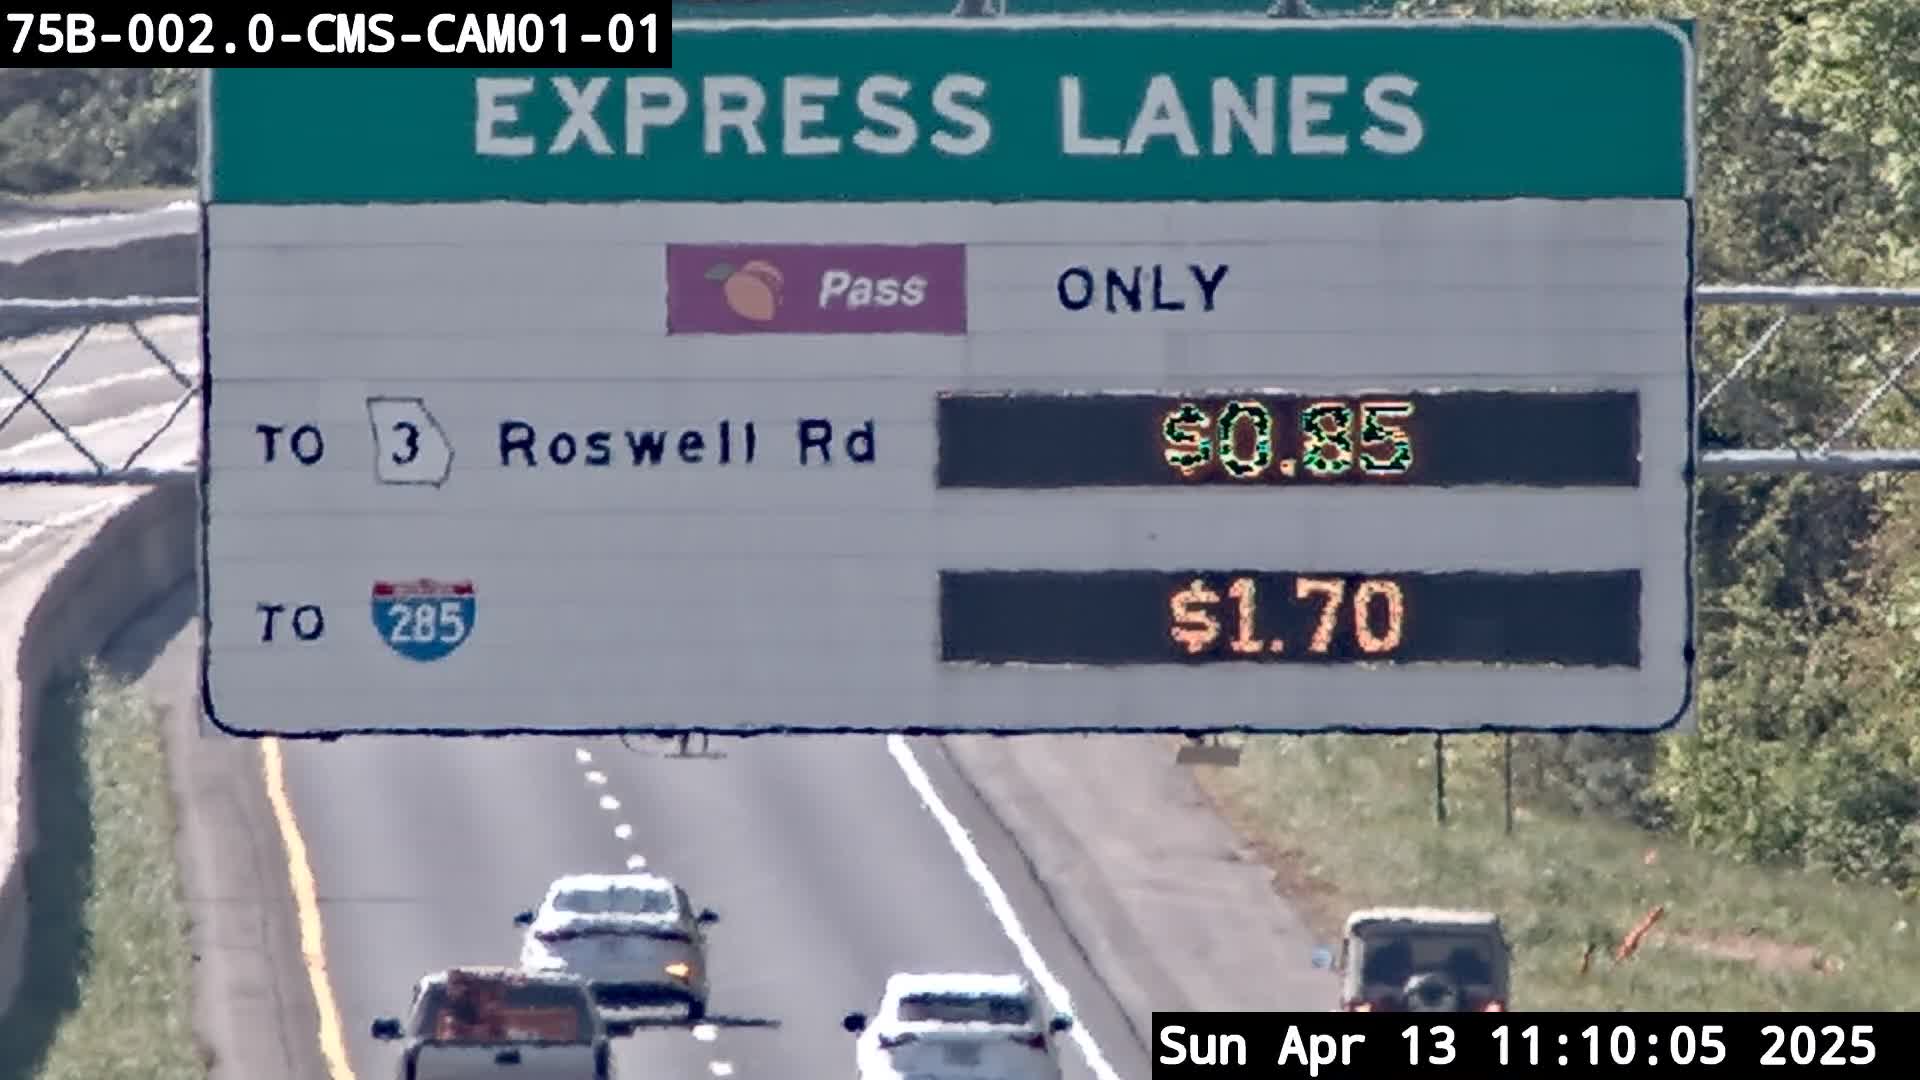 75B-002.0-CMS-CAM01-01
EXPRESS LANES
Pass ONLY
TO 3 Roswell Rd $0.85
TO 285 $1.70
Sun Apr 13 11:10:05 2025